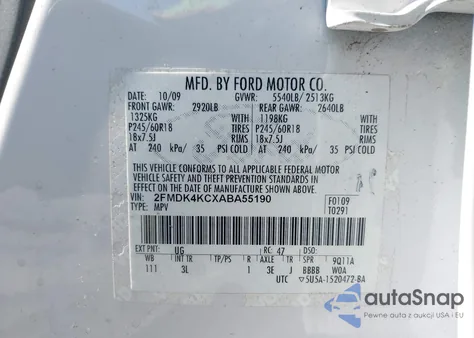 MFD. BY FORD MOTOR CO.
DATE: 10/09 GVWR: 5540LB/ 2513KG
FRONT GAWR: 2920LB REAR GAWR: 2640LB
1325KG 1198KG
P245/60R18 TIRES P245/60R18 TIRES
18x7.5J RIMS 18x7.5J RIMS
AT 240 kPa/ 35 PSI COLD AT 240 kPa/ 35 PSI COLD
THIS VEHICLE CONFORMS TO ALL APPLICABLE FEDERAL MOTOR
VEHICLE SAFETY AND THEFT PREVENTION STANDARDS IN EFFECT ON
THE DATE OF MANUFACTURE SHOWN ABOVE.
VIN: 2FMDK4KCXABA55190 F0109
TYPE: MPV T0291
EXT PNT: UG RC: 47 DSO:
WB INT TR TP/PS R AXLE TR SPR 9Q11A
111 3L 1 3E J BBBB WOA
UTC ▽5U5A-1520472-BA
autoSnap
Pewne auta z aukcji USA i EU